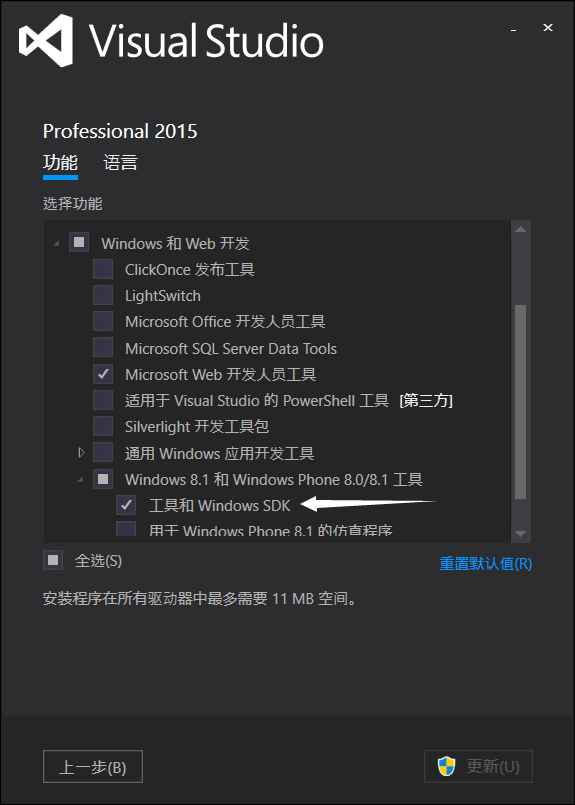 Visual Studio
Professional 2015
功能 语言
选择功能
Windows 和 Web 开发
ClickOnce 发布工具
LightSwitch
Microsoft Office 开发人员工具
Microsoft SQL Server Data Tools
Microsoft Web 开发人员工具
适用于 Visual Studio 的 PowerShell 工具 [第三方]
Silverlight 开发工具包
通用 Windows 应用开发工具
Windows 8.1 和 Windows Phone 8.0/8.1 工具
工具和 Windows SDK
用于 Windows Phone 8.1 的仿真程序
全选(S) 重置默认值(R)
安装程序在所有驱动器中最多需要 11 MB 空间。
上一步(B) 更新(U)